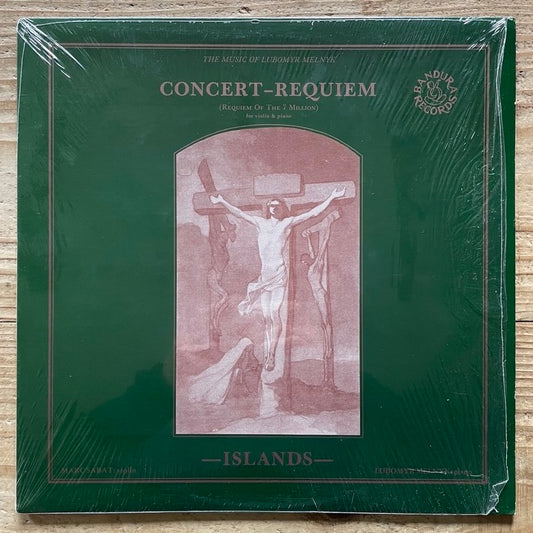 THE MUSIC OF LUBOMYR MELNYK
CONCERT-REQUIEM
(REQUIEM OF THE 7 MILLION)
for violin & piano
BANDURA
RECORDS
—ISLANDS—
MARC SABAT violin
LUBOMYR MELNYK piano